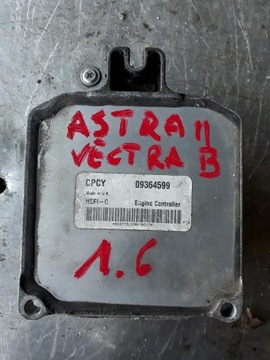 ASTRA II
VECTRA B
CPCY 09364599
Made in U.K.
HSFI-C Engine Controller
1.6